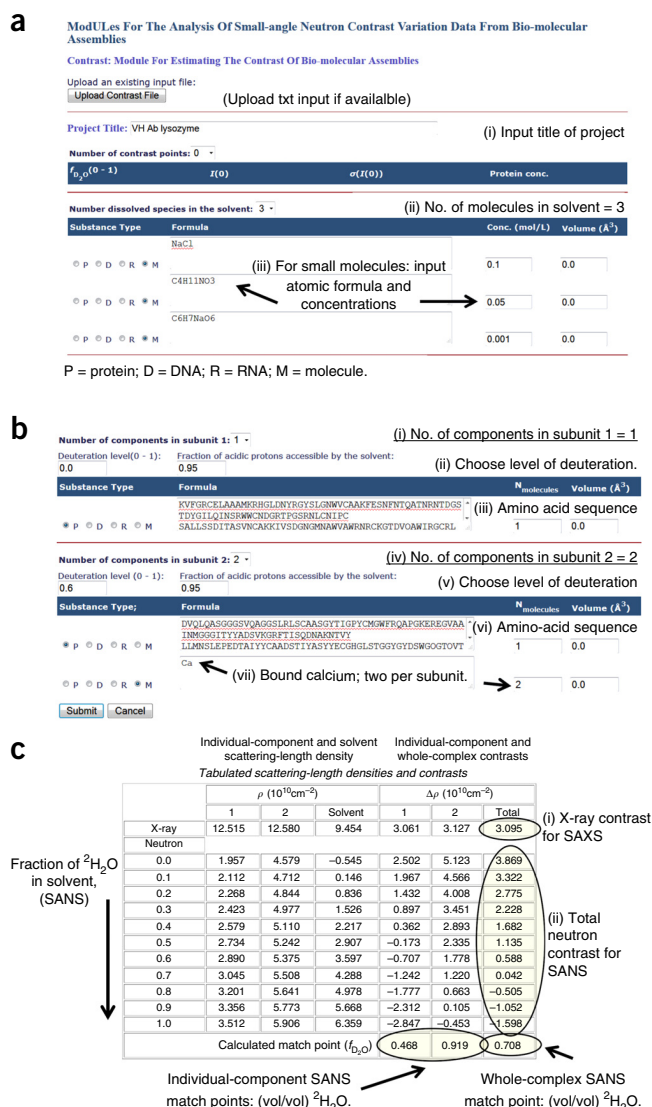 a
ModULes For The Analysis Of Small-angle Neutron Contrast Variation Data From Bio-molecular
Assemblies
Contrast: Module For Estimating The Contrast Of Bio-molecular Assemblies
Upload an existing input file:
Upload Contrast File
(Upload txt input if availalble)
Project Title: VH Ab lysozyme
(i) Input title of project
Number of contrast points: 0
f_D2O (0 - 1) I(0) σ(I(0)) Protein conc.
Number dissolved species in the solvent: 3
(ii) No. of molecules in solvent = 3
Substance Type Formula Conc. (mol/L) Volume (Å³)
NaCl
P D R M 0.1 0.0
(iii) For small molecules: input
atomic formula and
concentrations
C4H11NO3
P D R M 0.05 0.0
C6H7NaO6
P D R M 0.001 0.0
P = protein; D = DNA; R = RNA; M = molecule.
b
Number of components in subunit 1: 1
(i) No. of components in subunit 1 = 1
Deuteration level(0 - 1): Fraction of acidic protons accessible by the solvent:
0.0 0.95
(ii) Choose level of deuteration.
Substance Type Formula N molecules Volume (Å³)
KVFGRCELAAAMKRHGLDNYRGYSLGNWVCAAKFESNFNTQATNRNTDGS
TDYGILQINSRWWCNDGRTPGSRNLCNIPC
SALLSSDITASVNCAKKIVSDGNGMNAWVAWRNRCKGTDVQAWIRGCRL
(iii) Amino acid sequence
P D R M 1 0.0
Number of components in subunit 2: 2
(iv) No. of components in subunit 2 = 2
Deuteration level (0 - 1): Fraction of acidic protons accessible by the solvent:
0.6 0.95
(v) Choose level of deuteration
Substance Type; Formula N molecules Volume (Å³)
DVQLQASGGGSVQAGGSLRLSCAASGYTIGPYCMGWFRQAPGKEREGVAA
INMGGGITYYADSVKGRFTISQDNAKNTVY
LLMNSLEPEDTAIYYCAADSTIYASYYECGHGLSTGGYGYDSWGQGTOVT
(vi) Amino-acid sequence
P D R M 1 0.0
Ca
(vii) Bound calcium; two per subunit.
P D R M 2 0.0
Submit Cancel
c
Individual-component and solvent
scattering-length density
Individual-component and
whole-complex contrasts
Tabulated scattering-length densities and contrasts
ρ (10¹⁰cm⁻²) Δρ (10¹⁰cm⁻²)
1 2 Solvent 1 2 Total
X-ray 12.515 12.580 9.454 3.061 3.127 3.095
(i) X-ray contrast
for SAXS
Neutron
0.0 1.957 4.579 −0.545 2.502 5.123 3.869
0.1 2.112 4.712 0.146 1.967 4.566 3.322
0.2 2.268 4.844 0.836 1.432 4.008 2.775
0.3 2.423 4.977 1.526 0.897 3.451 2.228
0.4 2.579 5.110 2.217 0.362 2.893 1.682
0.5 2.734 5.242 2.907 −0.173 2.335 1.135
0.6 2.890 5.375 3.597 −0.707 1.778 0.588
0.7 3.045 5.508 4.288 −1.242 1.220 0.042
0.8 3.201 5.641 4.978 −1.777 0.663 −0.505
0.9 3.356 5.773 5.668 −2.312 0.105 −1.052
1.0 3.512 5.906 6.359 −2.847 −0.453 −1.598
Fraction of ²H₂O
in solvent,
(SANS)
(ii) Total
neutron
contrast for
SANS
Calculated match point (f_D2O) 0.468 0.919 0.708
Individual-component SANS
match points: (vol/vol) ²H₂O.
Whole-complex SANS
match point: (vol/vol) ²H₂O.